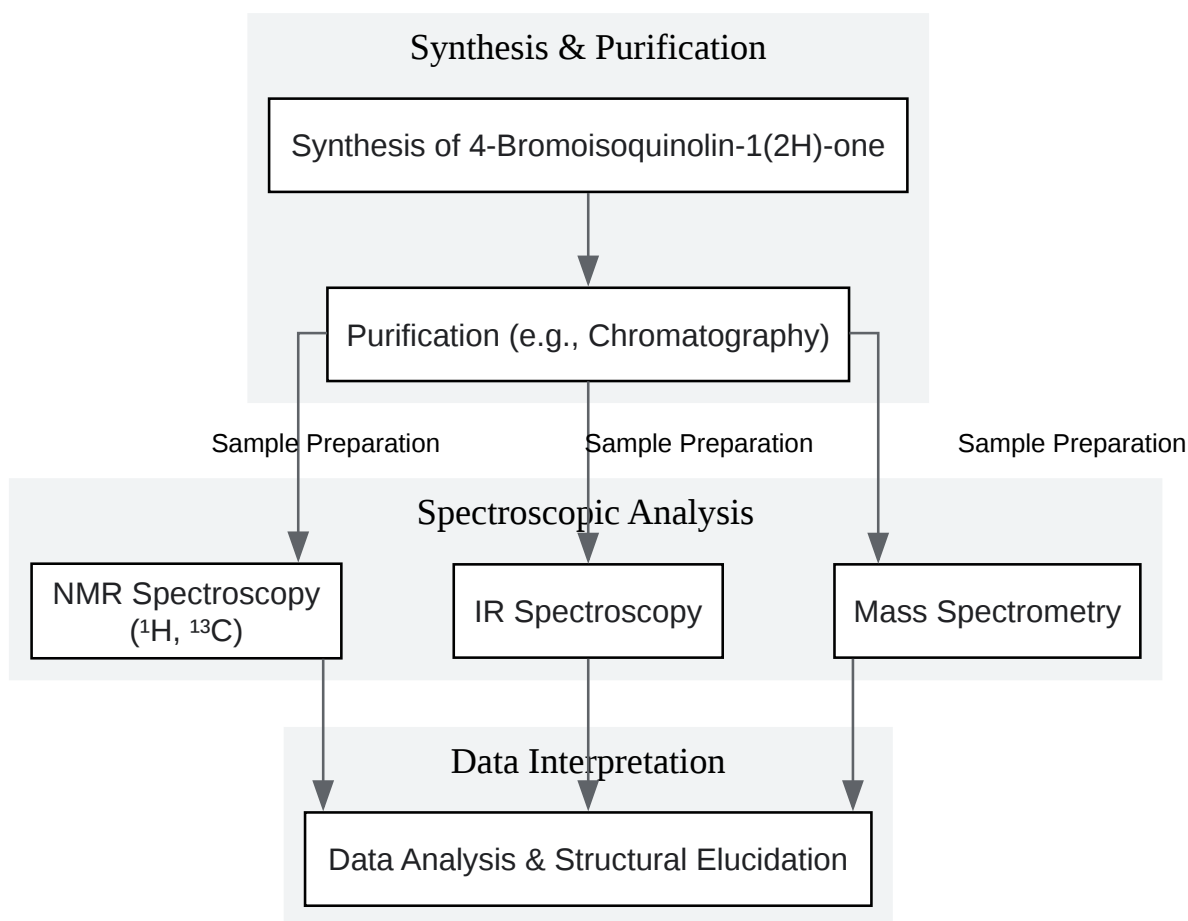 Synthesis & Purification
Synthesis of 4-Bromoisoquinolin-1(2H)-one
Purification (e.g., Chromatography)
Sample Preparation
Sample Preparation
Sample Preparation
Spectroscopic Analysis
NMR Spectroscopy
(¹H, ¹³C)
IR Spectroscopy
Mass Spectrometry
Data Interpretation
Data Analysis & Structural Elucidation